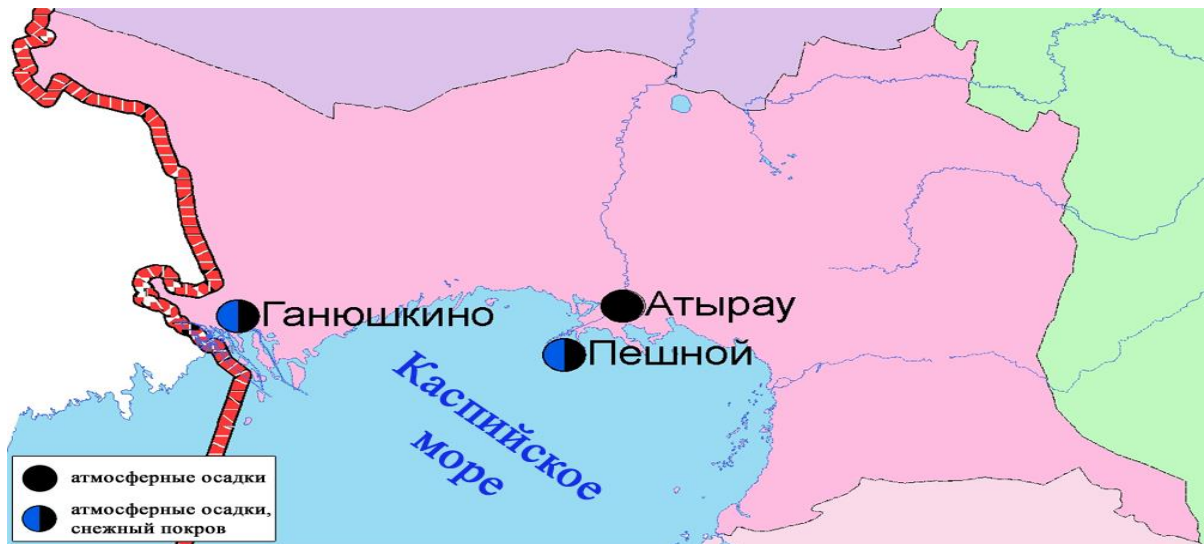 Ганюшкино
Атырау
Пешной
Каспийское
море
атмосферные осадки
атмосферные осадки,
снежный покров